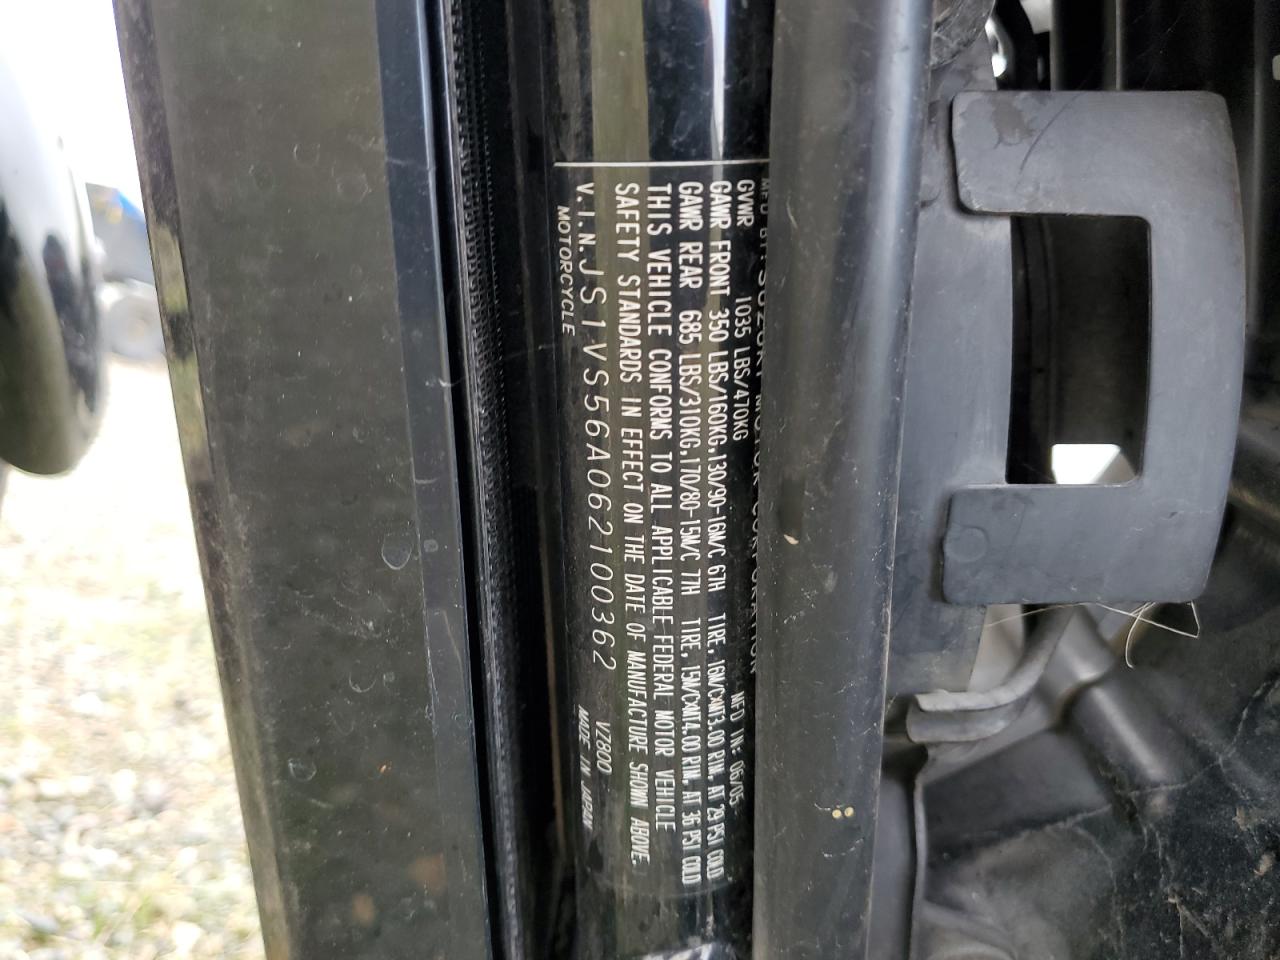 MFD BY: SUZUKI MOTOR CORPORATION
GVWR 1035 LBS/470KG MFD IN: 06/05
GAWR FRONT 350 LBS/160KG,130/90-16M/C 67H TIRE, 16M/CXMT3.00 RIM, AT 29 PSI COLD
GAWR REAR 685 LBS/310KG,170/80-15M/C 77H TIRE, 15M/CXMT4.00 RIM, AT 36 PSI COLD
THIS VEHICLE CONFORMS TO ALL APPLICABLE FEDERAL MOTOR VEHICLE
SAFETY STANDARDS IN EFFECT ON THE DATE OF MANUFACTURE SHOWN ABOVE.
V.I.N.JS1VS56A062100362 VZ800
MOTORCYCLE MADE IN JAPAN